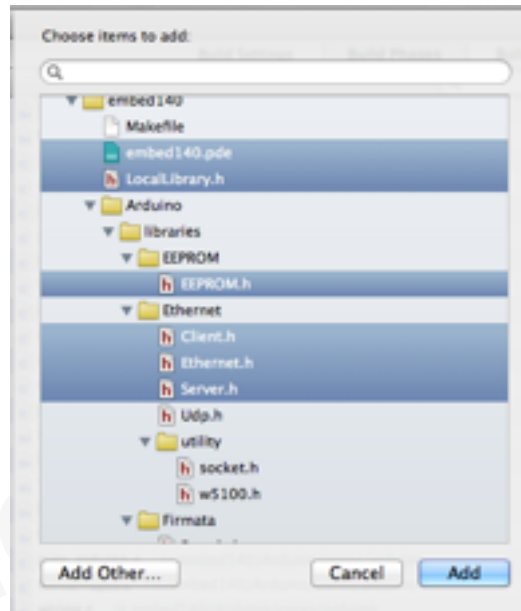 Choose items to add:
embed140
Makefile
embed140.pde
LocalLibrary.h
Arduino
libraries
EEPROM
EEPROM.h
Ethernet
Client.h
Ethernet.h
Server.h
Udp.h
utility
socket.h
w5100.h
Firmata
Add Other...
Cancel
Add